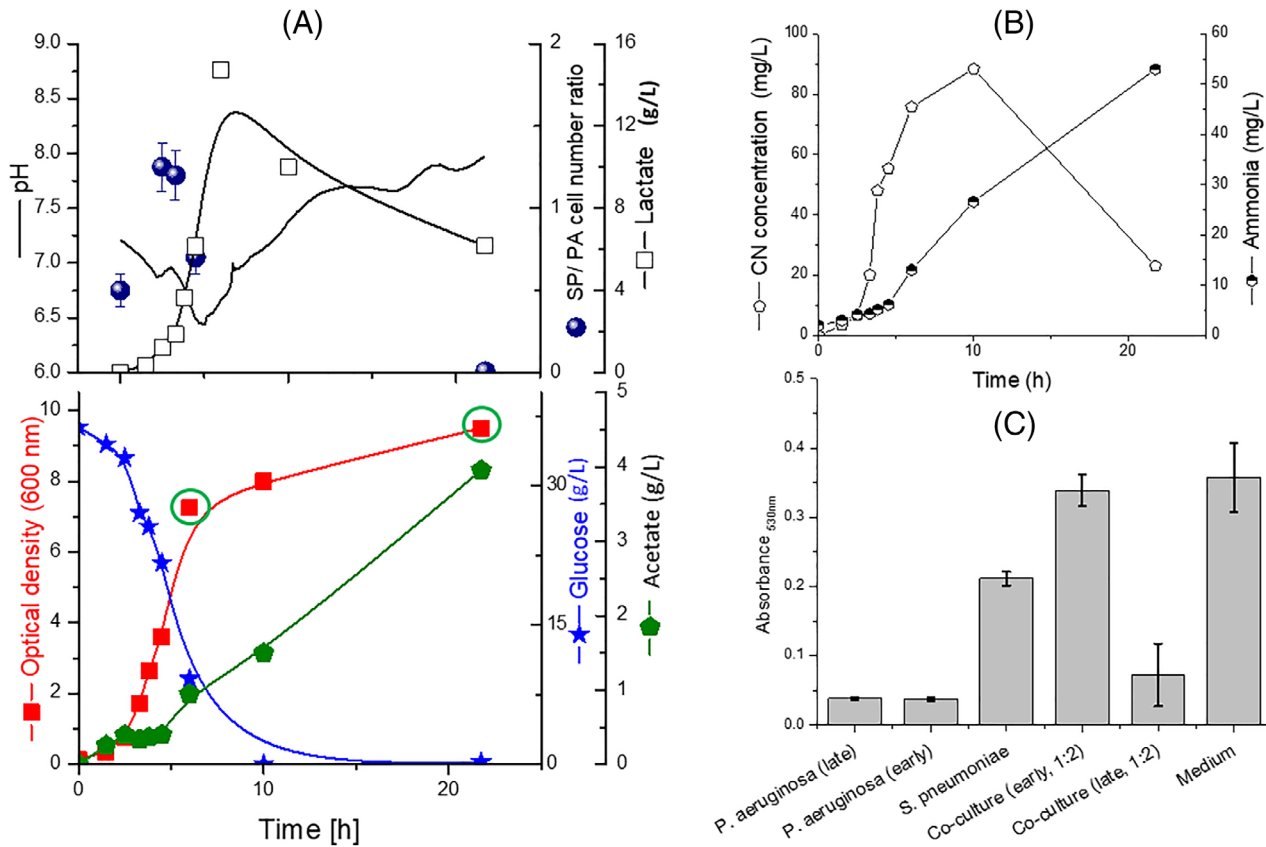 (A)
9.0
8.5
8.0
7.5
7.0
6.5
6.0
pH
2
1
0
SP/ PA cell number ratio
16
12
8
4
0
Lactate (g/L)
10
8
6
4
2
0
Optical density (600 nm)
30
15
0
Glucose (g/L)
5
4
3
2
1
0
Acetate (g/L)
0
10
20
Time [h]
(B)
100
80
60
40
20
0
CN concentration (mg/L)
60
50
40
30
20
10
0
Ammonia (mg/L)
0
10
20
Time (h)
(C)
0.5
0.4
0.3
0.2
0.1
0.0
Absorbance 530nm
P. aeruginosa (late)
P. aeruginosa (early)
S. pneumoniae
Co-culture (early, 1:2)
Co-culture (late, 1:2)
Medium